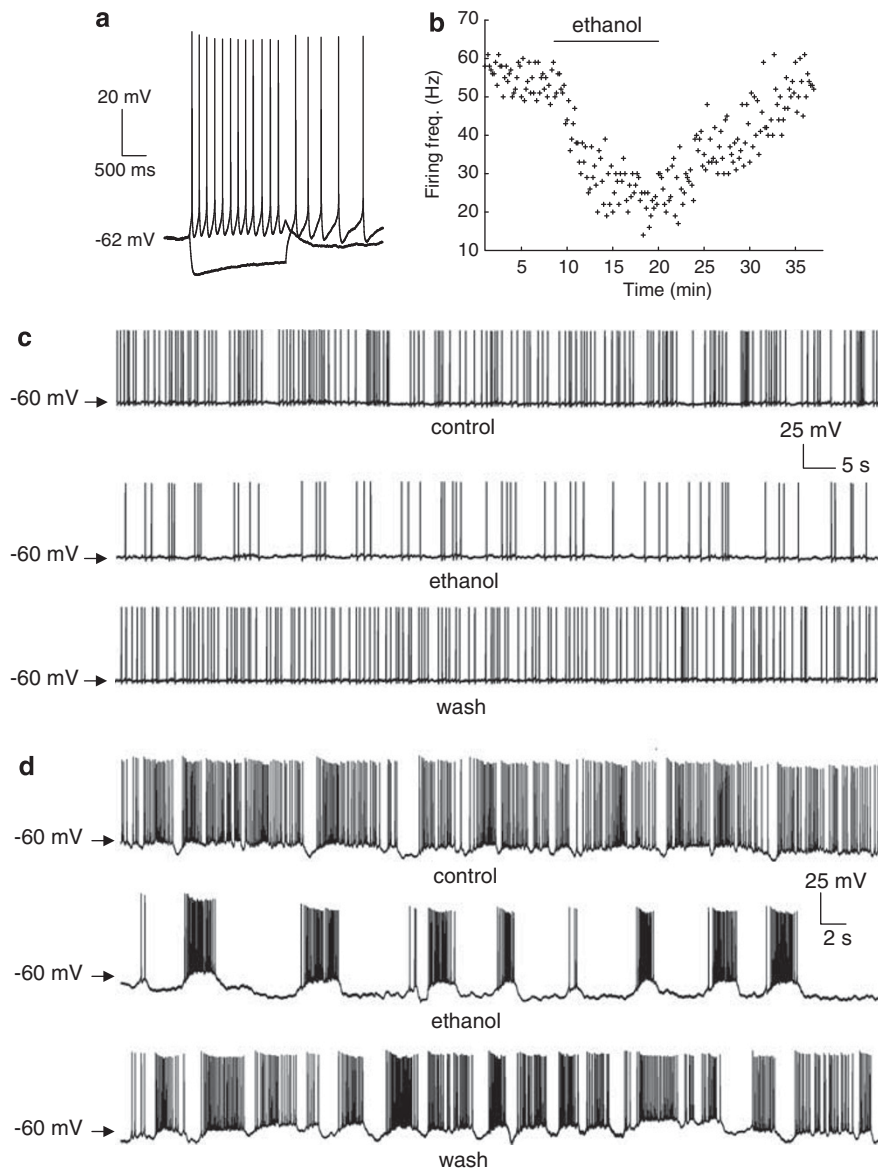 a
20 mV
500 ms
-62 mV
b
ethanol
Firing freq. (Hz)
70
60
50
40
30
20
10
5 10 15 20 25 30 35
Time (min)
c
-60 mV
control
25 mV
5 s
-60 mV
ethanol
-60 mV
wash
d
-60 mV
control
25 mV
2 s
-60 mV
ethanol
-60 mV
wash